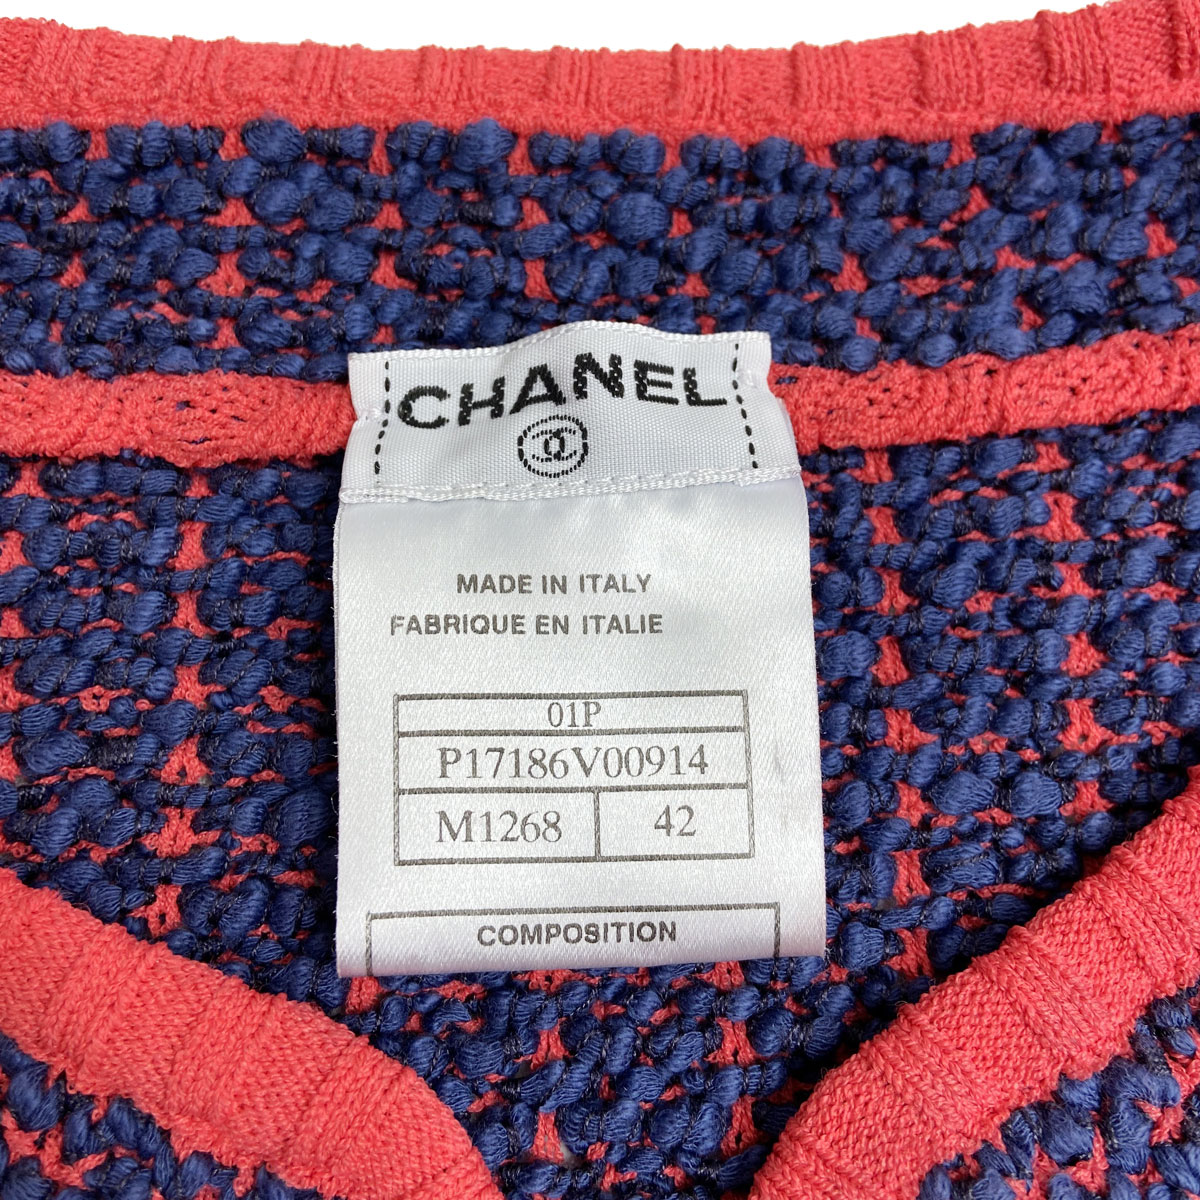 CHANEL
MADE IN ITALY
FABRIQUE EN ITALIE
01P
P17186V00914
M1268 42
COMPOSITION